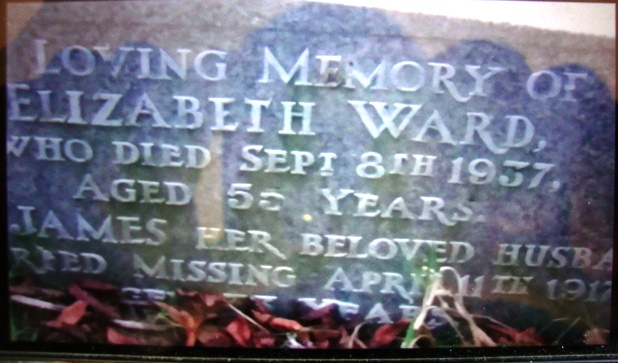 LOVING MEMORY OF
ELIZABETH WARD,
WHO DIED SEPT 8TH 1937,
AGED YEARS.
JAMES HER BELOVED HUSBA
MISSING APRIL 11TH 1917
YEARS